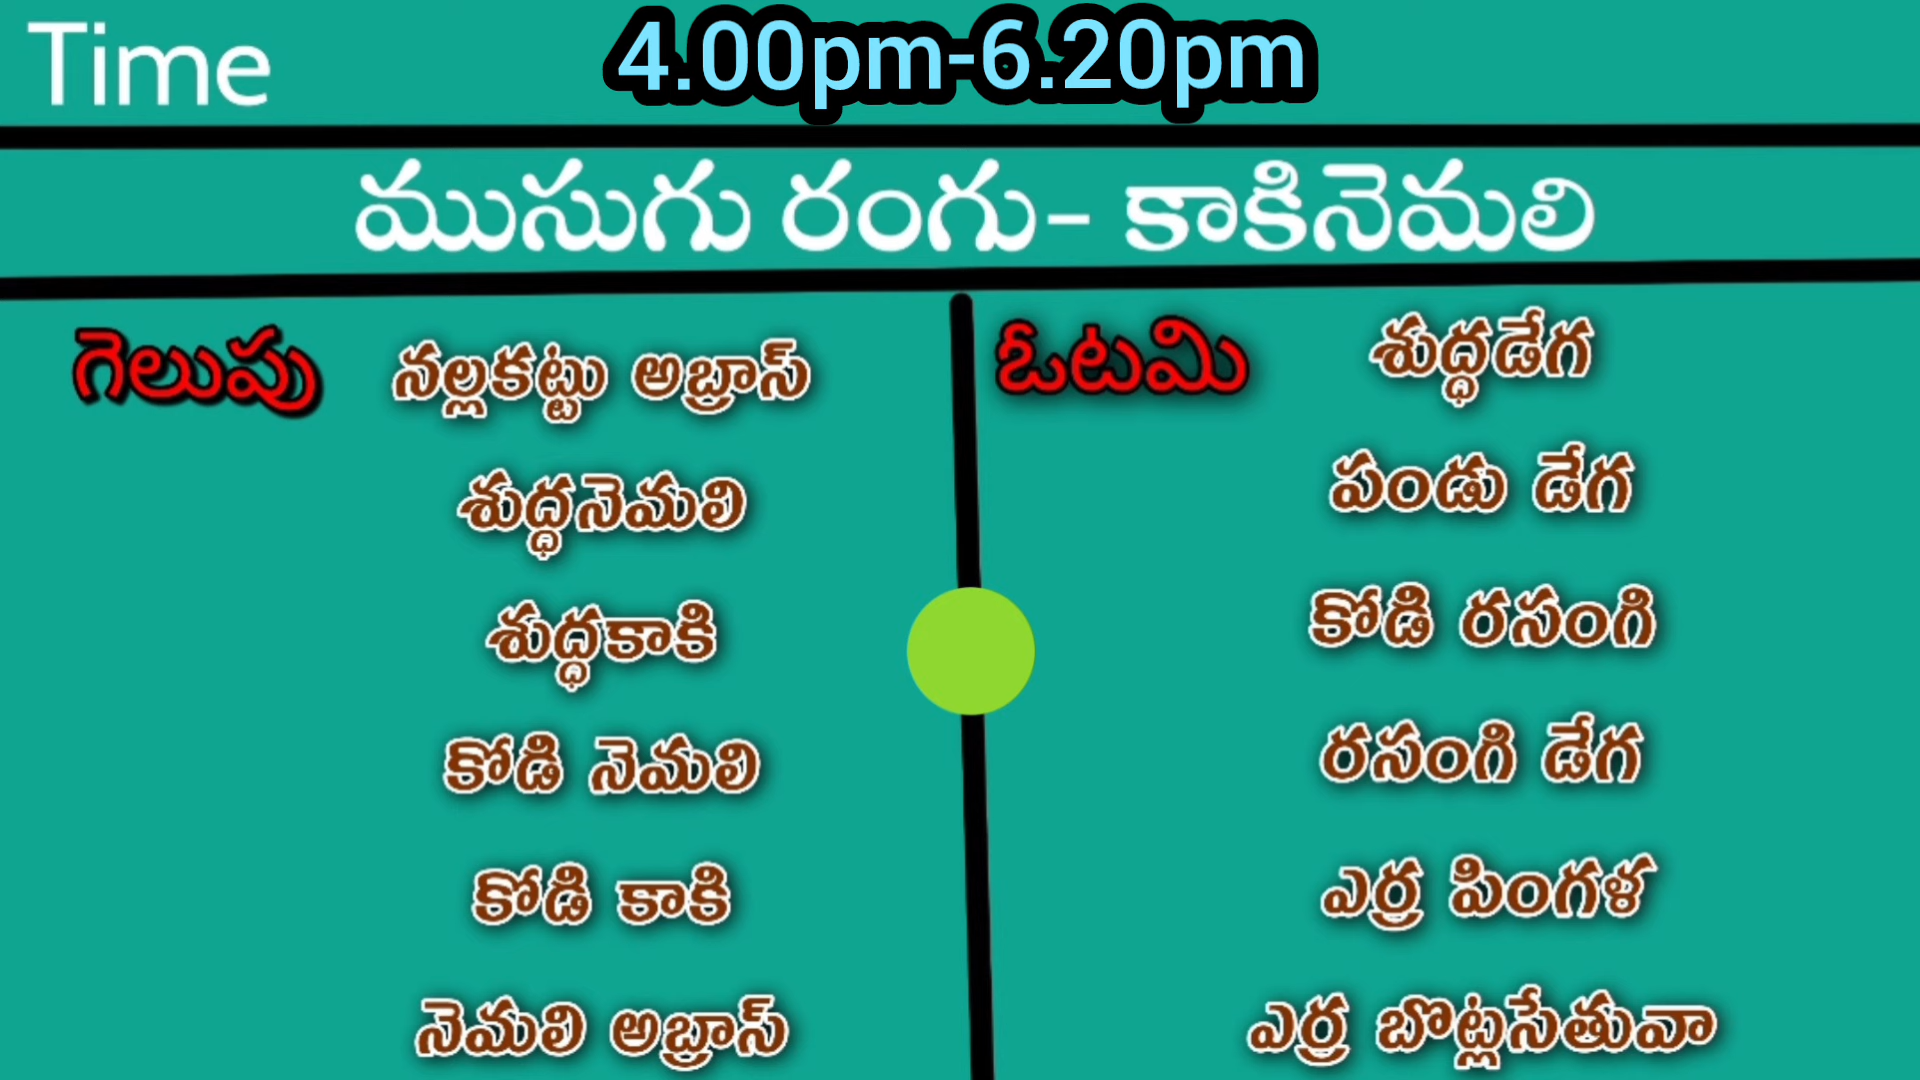 Time 4.00pm-6.20pm
ముసుగు రంగు- కాకినెమలి
గెలుపు నల్లకట్టు అబ్రాస్
శుద్ధనెమలి
శుద్ధకాకి
కోడి నెమలి
కోడి కాకి
నెమలి అబ్రాస్
ఓటమి శుద్ధడేగ
పండు డేగ
కోడి రసంగి
రసంగి డేగ
ఎర్ర పింగళ
ఎర్ర బొట్లసేతువా